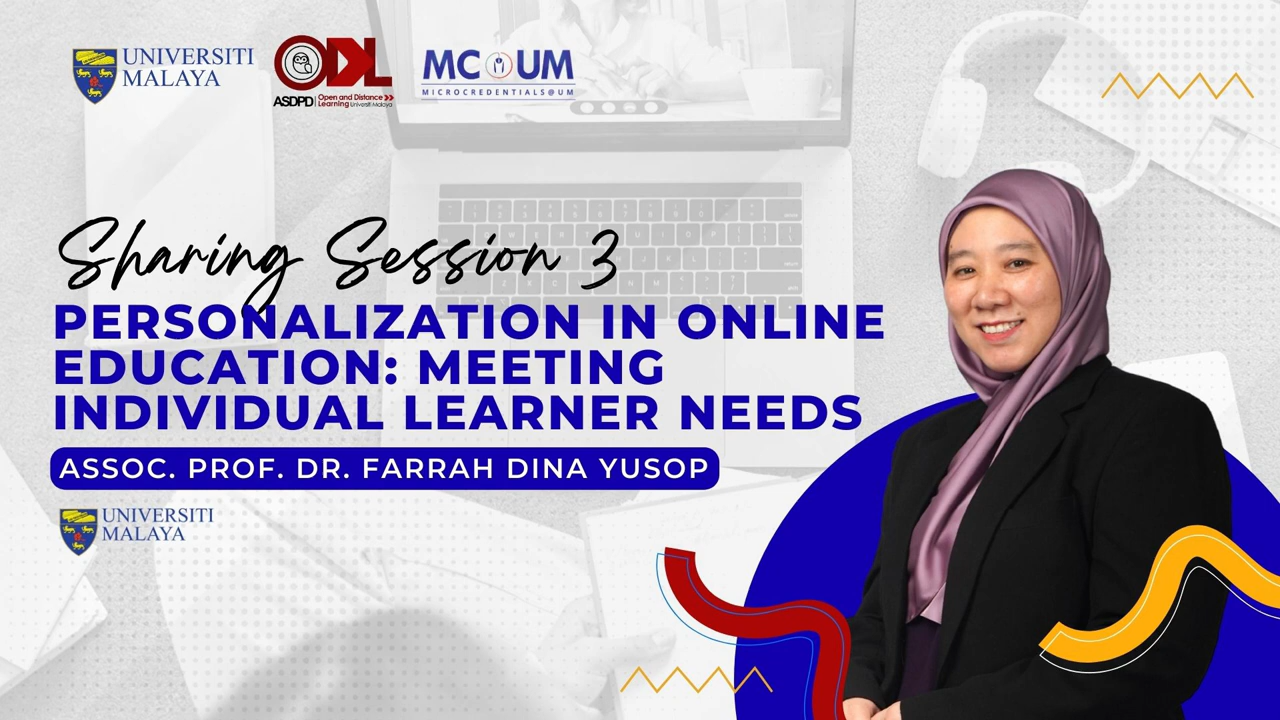 UNIVERSITI
MALAYA
ODL
ASDPD Open and Distance
Learning Universiti Malaya
MC UM
MICROCREDENTIALS@UM
Sharing Session 3
PERSONALIZATION IN ONLINE
EDUCATION: MEETING
INDIVIDUAL LEARNER NEEDS
ASSOC. PROF. DR. FARRAH DINA YUSOP
UNIVERSITI
MALAYA